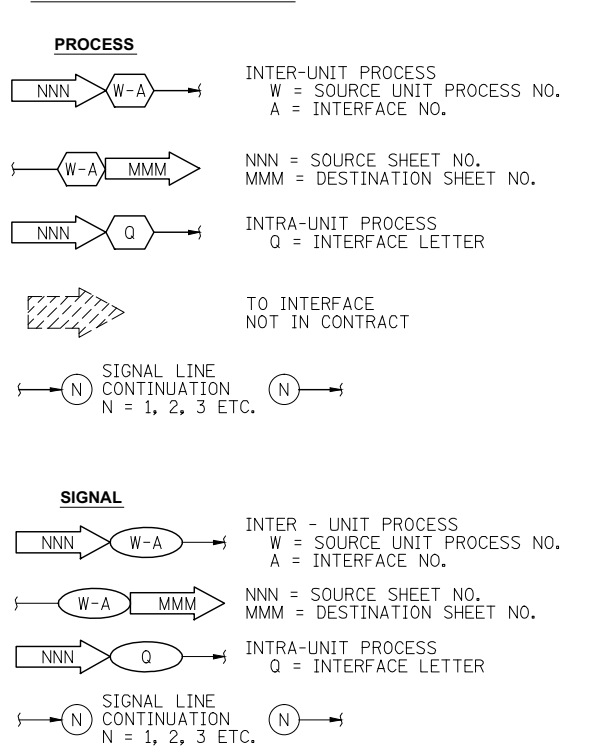 PROCESS
NNN W-A INTER-UNIT PROCESS
W = SOURCE UNIT PROCESS NO.
A = INTERFACE NO.
W-A MMM NNN = SOURCE SHEET NO.
MMM = DESTINATION SHEET NO.
NNN Q INTRA-UNIT PROCESS
Q = INTERFACE LETTER
TO INTERFACE
NOT IN CONTRACT
SIGNAL LINE
N CONTINUATION N
N = 1, 2, 3 ETC.
SIGNAL
NNN W-A INTER - UNIT PROCESS
W = SOURCE UNIT PROCESS NO.
A = INTERFACE NO.
W-A MMM NNN = SOURCE SHEET NO.
MMM = DESTINATION SHEET NO.
NNN Q INTRA-UNIT PROCESS
Q = INTERFACE LETTER
SIGNAL LINE
N CONTINUATION N
N = 1, 2, 3 ETC.